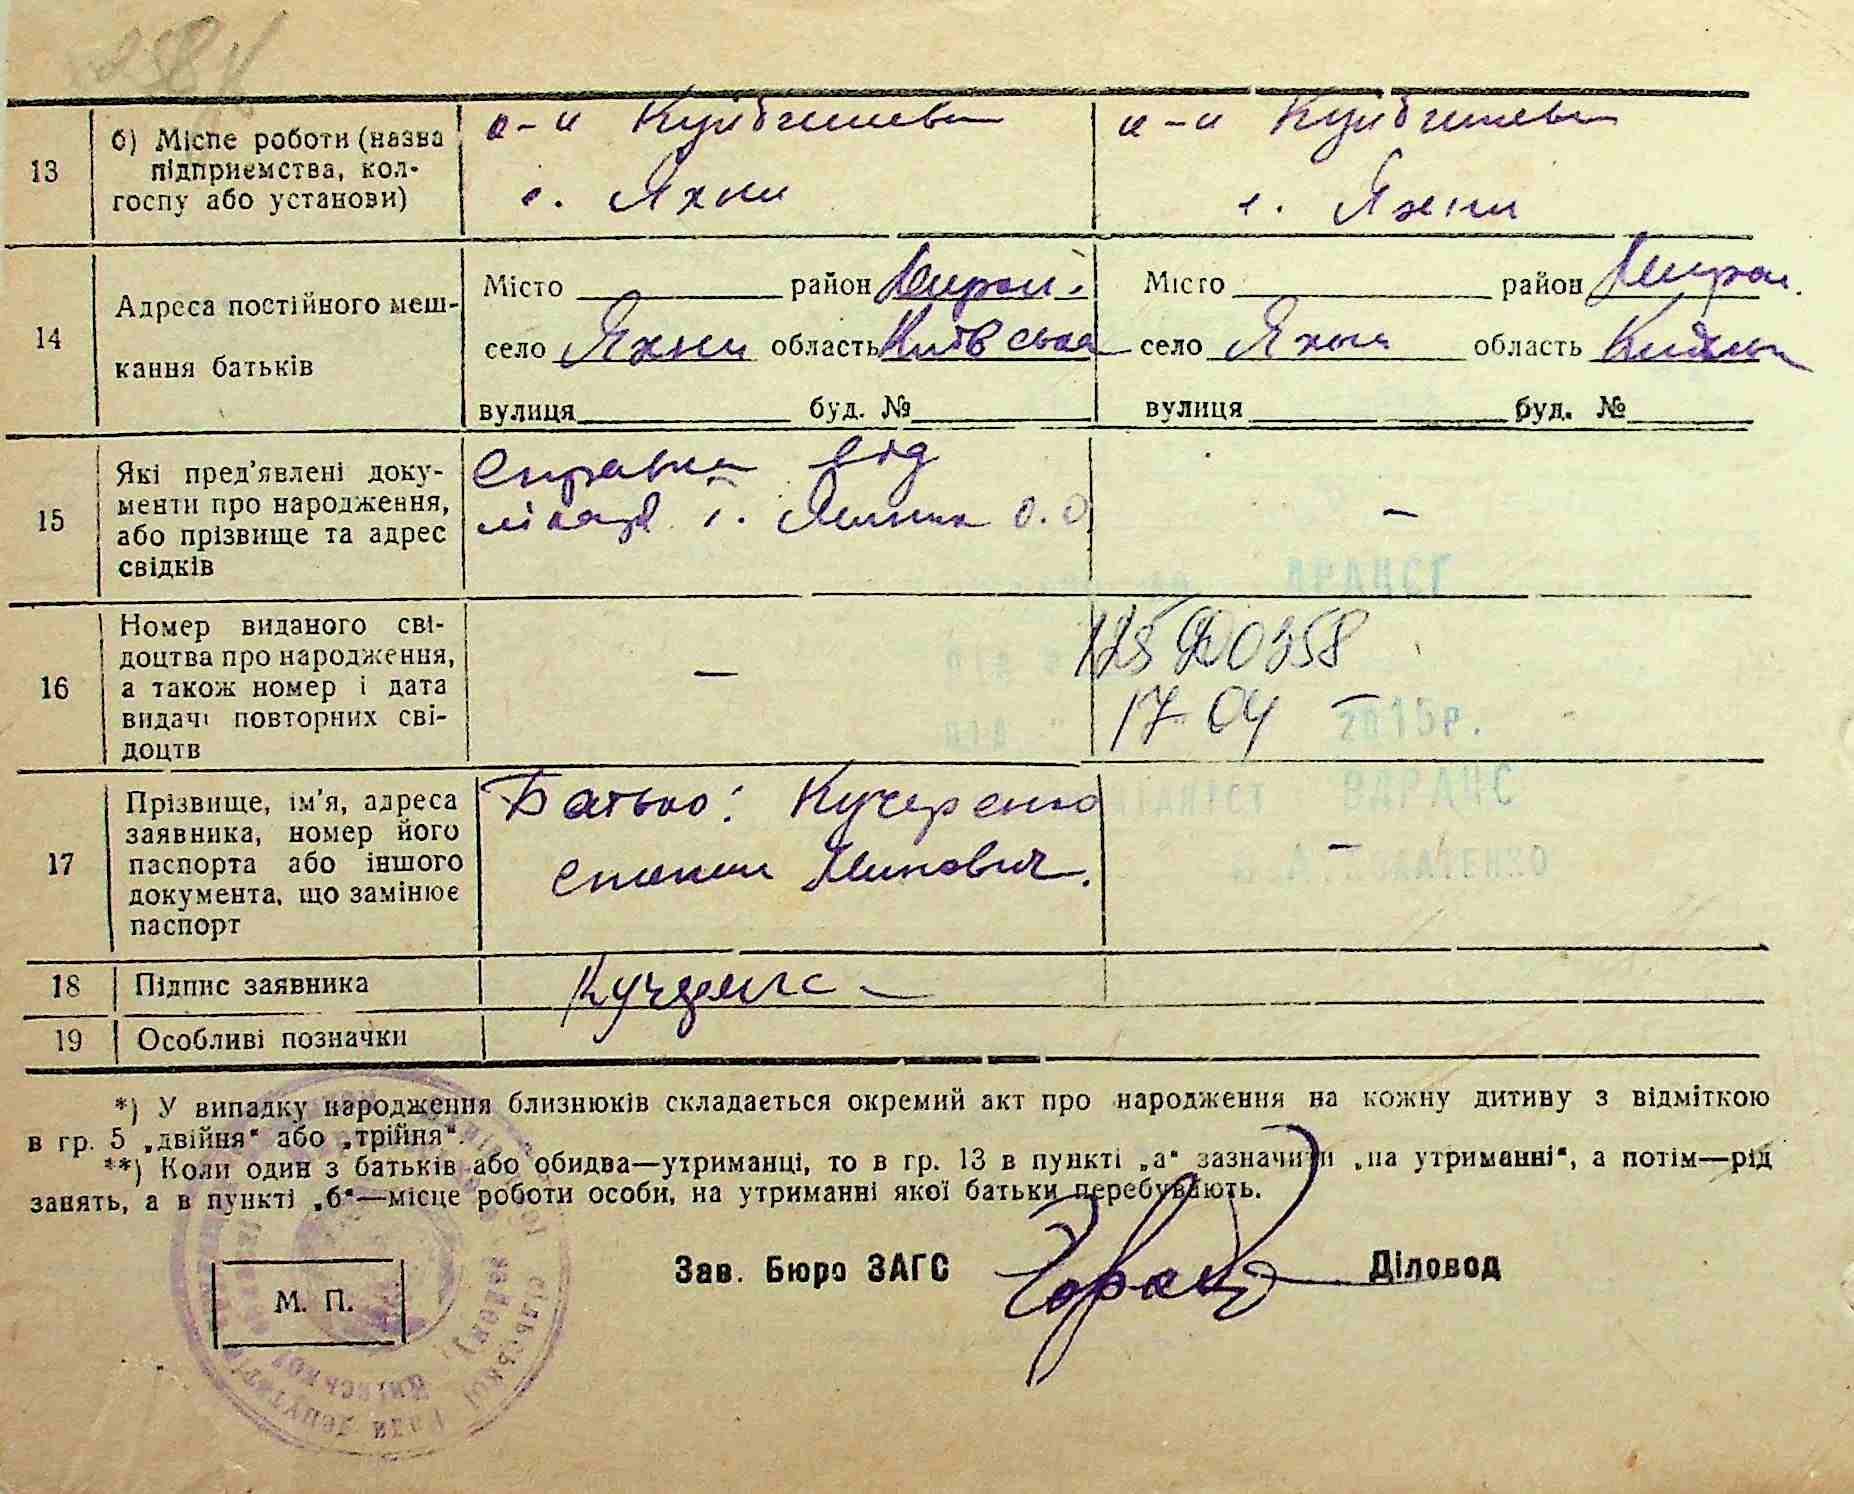 13
б) Місце роботи (назва
підприємства, кол-
госпу або установи)
к-п Куйбишева
с. Яхни
к-п Куйбишева
с. Яхни
14
Адреса постійного меш-
кання батьків
Місто район Мирон.
село Яхни область Київська
вулиця буд. №
Місто район Мирон.
село Яхни область Київська
вулиця буд. №
15
Які пред'явлені доку-
менти про народження,
або прізвище та адрес
свідків
Справка від
лікаря с. О.О
—
16
Номер виданого сві-
доцтва про народження,
а також номер і дата
видачі повторних сві-
доцтв
—
17 04 — 2015р.
17
Прізвище, ім'я, адреса
заявника, номер його
паспорта або іншого
документа, що замінює
паспорт
Батько: Кучеренко
Степан Минович.
—
18
Підпис заявника
Кучеренко
19
Особливі позначки
*) У випадку народження близнюків складається окремий акт про народження на кожну дитину з відміткою
в гр. 5 „двійня“ або „трійня“.
**) Коли один з батьків або обидва—утриманці, то в гр. 13 в пункті „а“ зазначити „на утриманні“, а потім—рід
занять, а в пункті „б“—місце роботи особи, на утриманні якої батьки перебувають.
М. П.
Зав. Бюро ЗАГС
Діловод